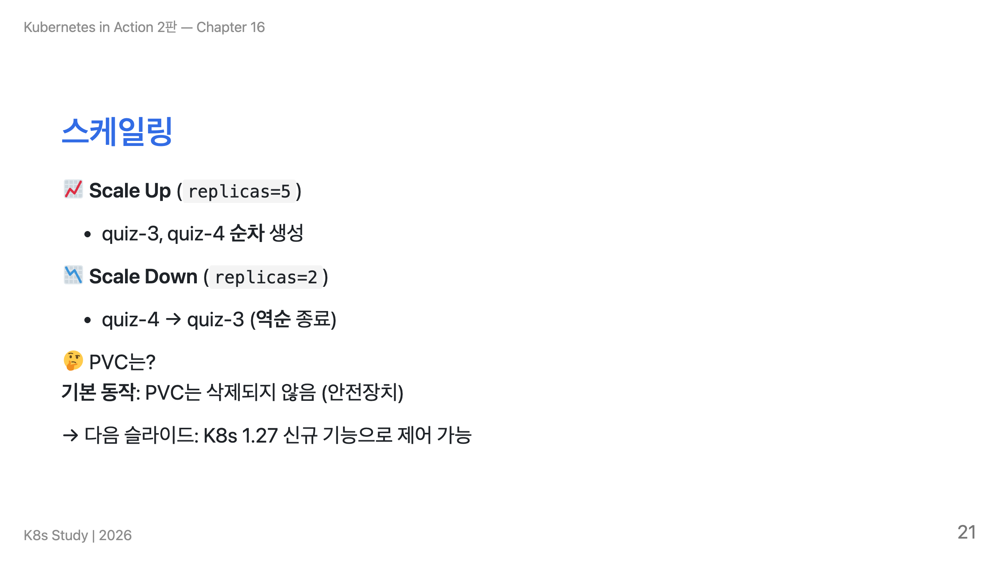 Kubernetes in Action 2판 — Chapter 16
스케일링
📈 Scale Up (replicas=5)
• quiz-3, quiz-4 순차 생성
📉 Scale Down (replicas=2)
• quiz-4 → quiz-3 (역순 종료)
🤔 PVC는?
기본 동작: PVC는 삭제되지 않음 (안전장치)
→ 다음 슬라이드: K8s 1.27 신규 기능으로 제어 가능
K8s Study | 2026
21